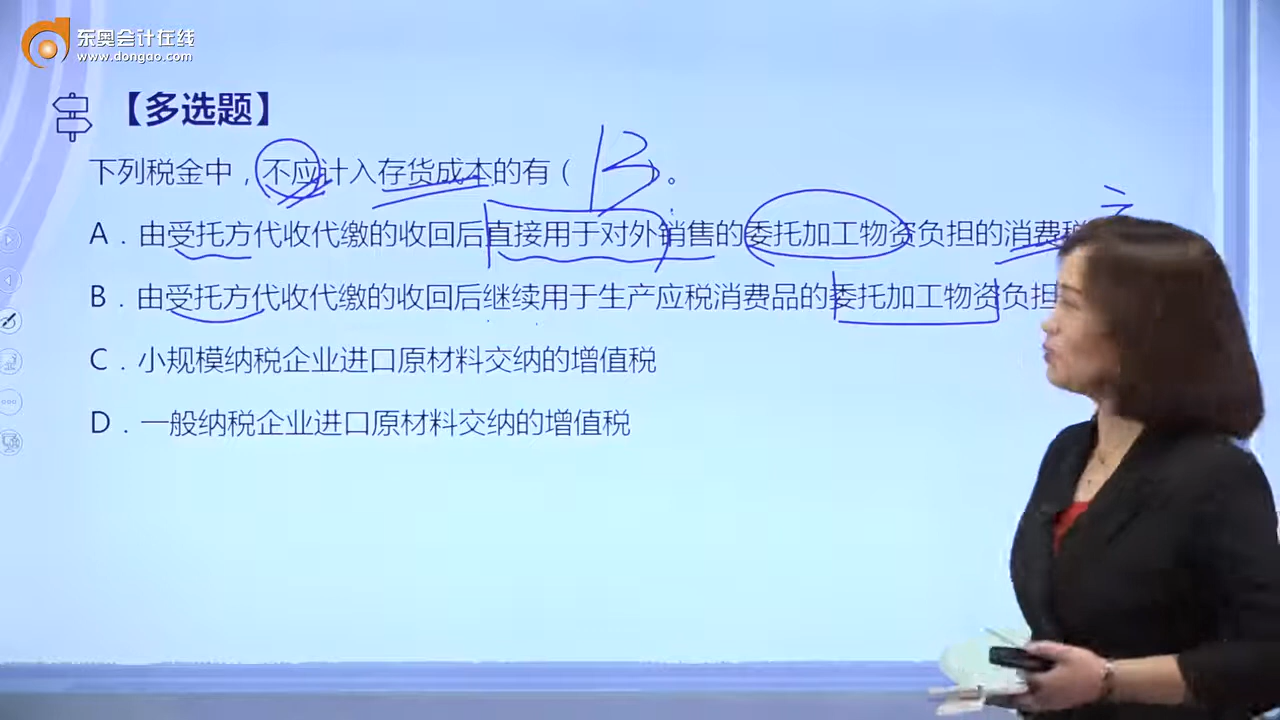 东奥会计在线
www.dongao.com
【多选题】
下列税金中，不应计入存货成本的有（B）。
A．由受托方代收代缴的收回后直接用于对外销售的委托加工物资负担的消费税
B．由受托方代收代缴的收回后继续用于生产应税消费品的委托加工物资负担
C．小规模纳税企业进口原材料交纳的增值税
D．一般纳税企业进口原材料交纳的增值税